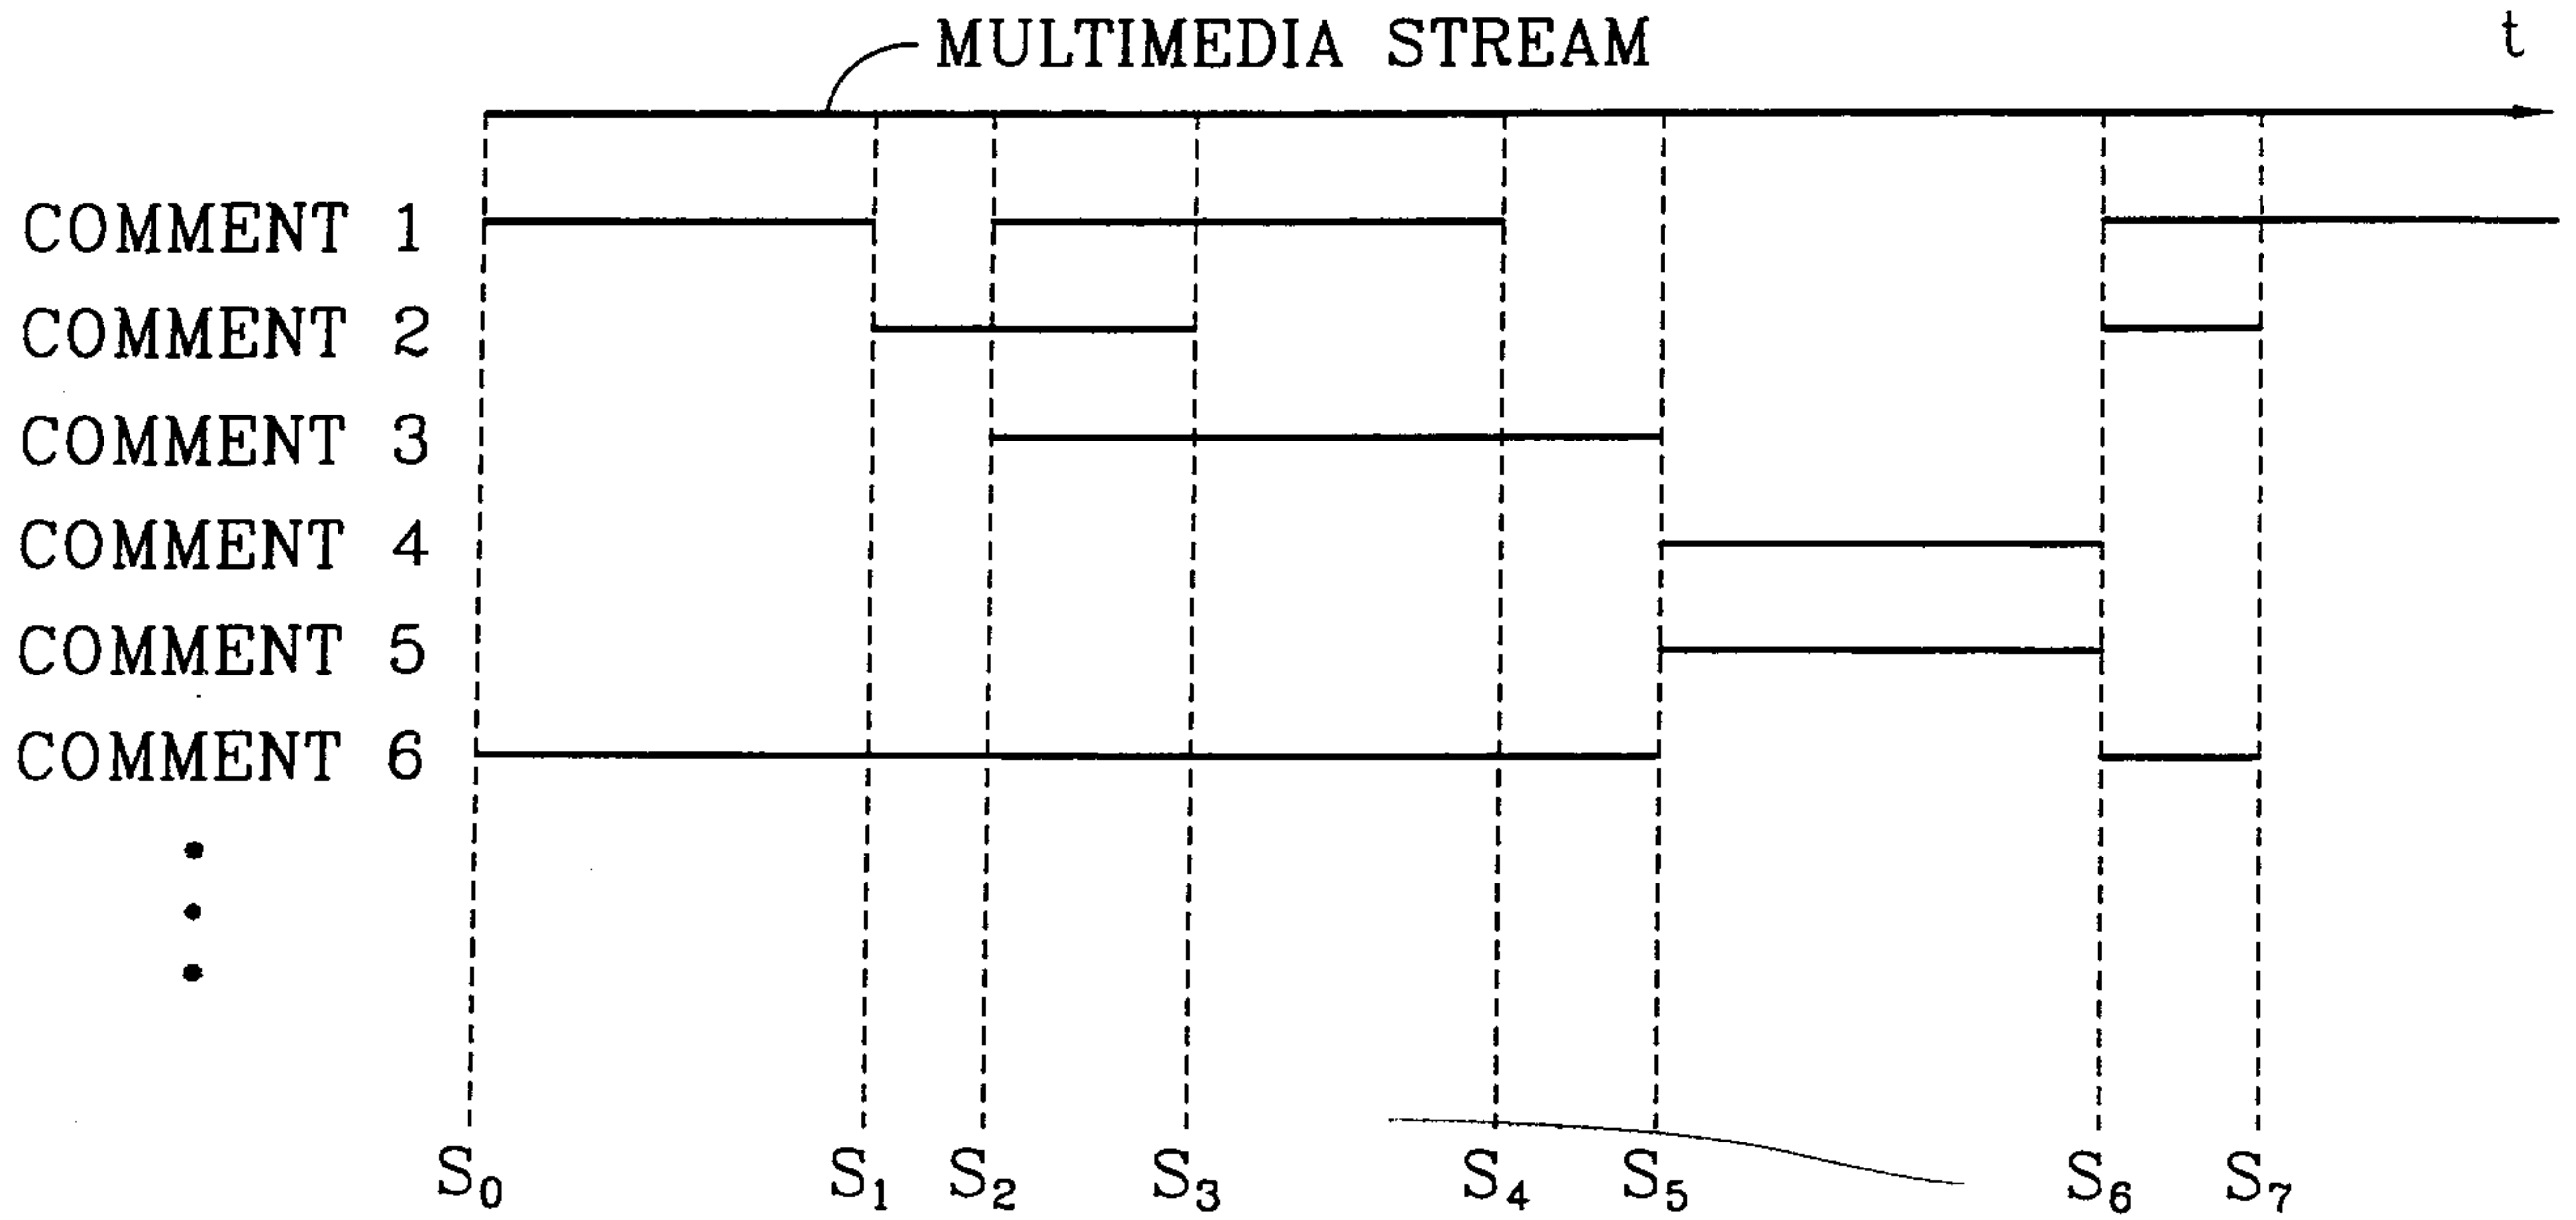 MULTIMEDIA STREAM
t
COMMENT 1
COMMENT 2
COMMENT 3
COMMENT 4
COMMENT 5
COMMENT 6
S0 S1 S2 S3 S4 S5 S6 S7